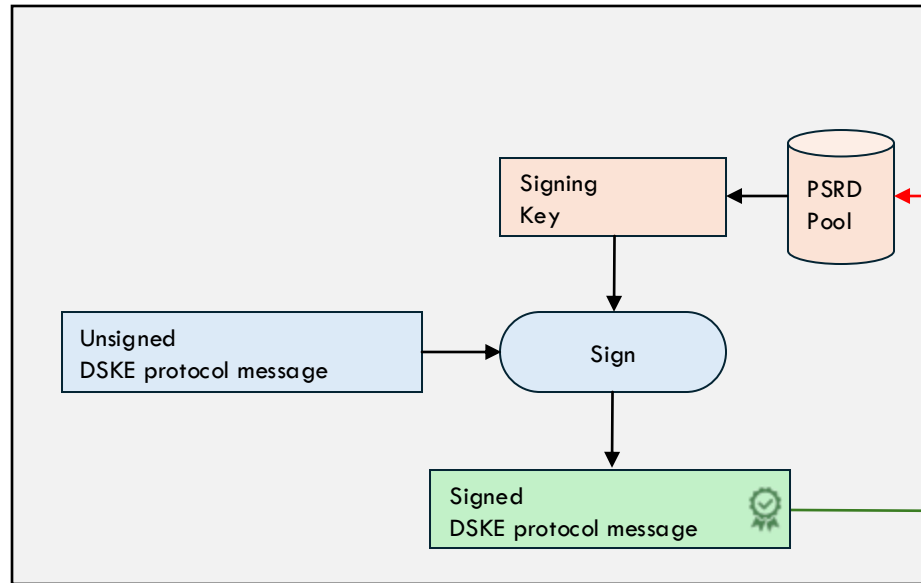 Signing
Key
PSRD
Pool
Unsigned
DSKE protocol message
Sign
Signed
DSKE protocol message